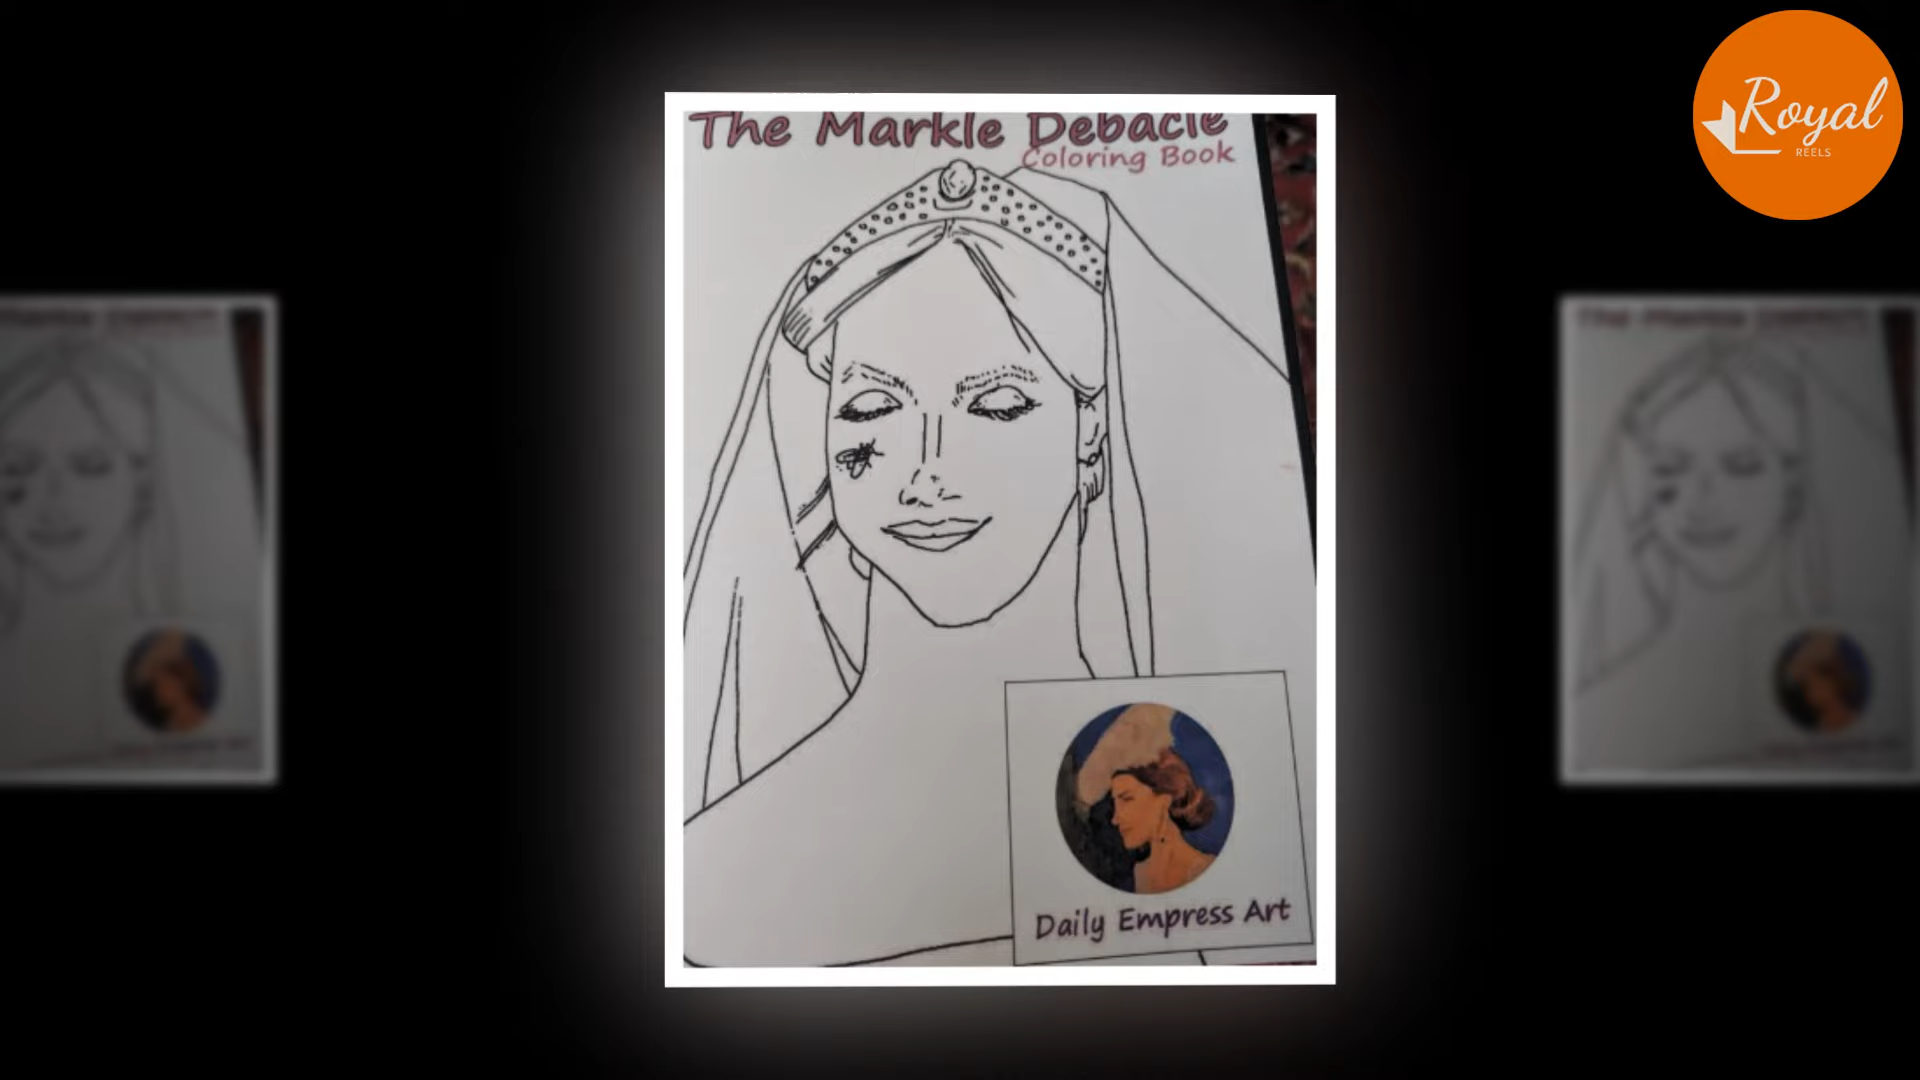 The Markle Debacle
Coloring Book
Royal
REELS
Daily Empress Art